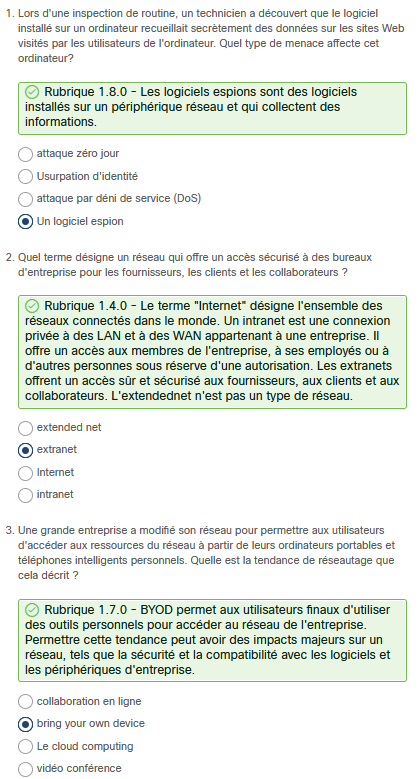 1. Lors d'une inspection de routine, un technicien a découvert que le logiciel
installé sur un ordinateur recueillait secrètement des données sur les sites Web
visités par les utilisateurs de l'ordinateur. Quel type de menace affecte cet
ordinateur?
Rubrique 1.8.0 - Les logiciels espions sont des logiciels
installés sur un périphérique réseau et qui collectent des
informations.
attaque zéro jour
Usurpation d'identité
attaque par déni de service (DoS)
Un logiciel espion
2. Quel terme désigne un réseau qui offre un accès sécurisé à des bureaux
d'entreprise pour les fournisseurs, les clients et les collaborateurs ?
Rubrique 1.4.0 - Le terme "Internet" désigne l'ensemble des
réseaux connectés dans le monde. Un intranet est une connexion
privée à des LAN et à des WAN appartenant à une entreprise. Il
offre un accès aux membres de l'entreprise, à ses employés ou à
d'autres personnes sous réserve d'une autorisation. Les extranets
offrent un accès sûr et sécurisé aux fournisseurs, aux clients et aux
collaborateurs. L'extendednet n'est pas un type de réseau.
extended net
extranet
Internet
intranet
3. Une grande entreprise a modifié son réseau pour permettre aux utilisateurs
d'accéder aux ressources du réseau à partir de leurs ordinateurs portables et
téléphones intelligents personnels. Quelle est la tendance de réseautage que
cela décrit ?
Rubrique 1.7.0 - BYOD permet aux utilisateurs finaux d'utiliser
des outils personnels pour accéder au réseau de l'entreprise.
Permettre cette tendance peut avoir des impacts majeurs sur un
réseau, tels que la sécurité et la compatibilité avec les logiciels et
les périphériques d'entreprise.
collaboration en ligne
bring your own device
Le cloud computing
vidéo conférence